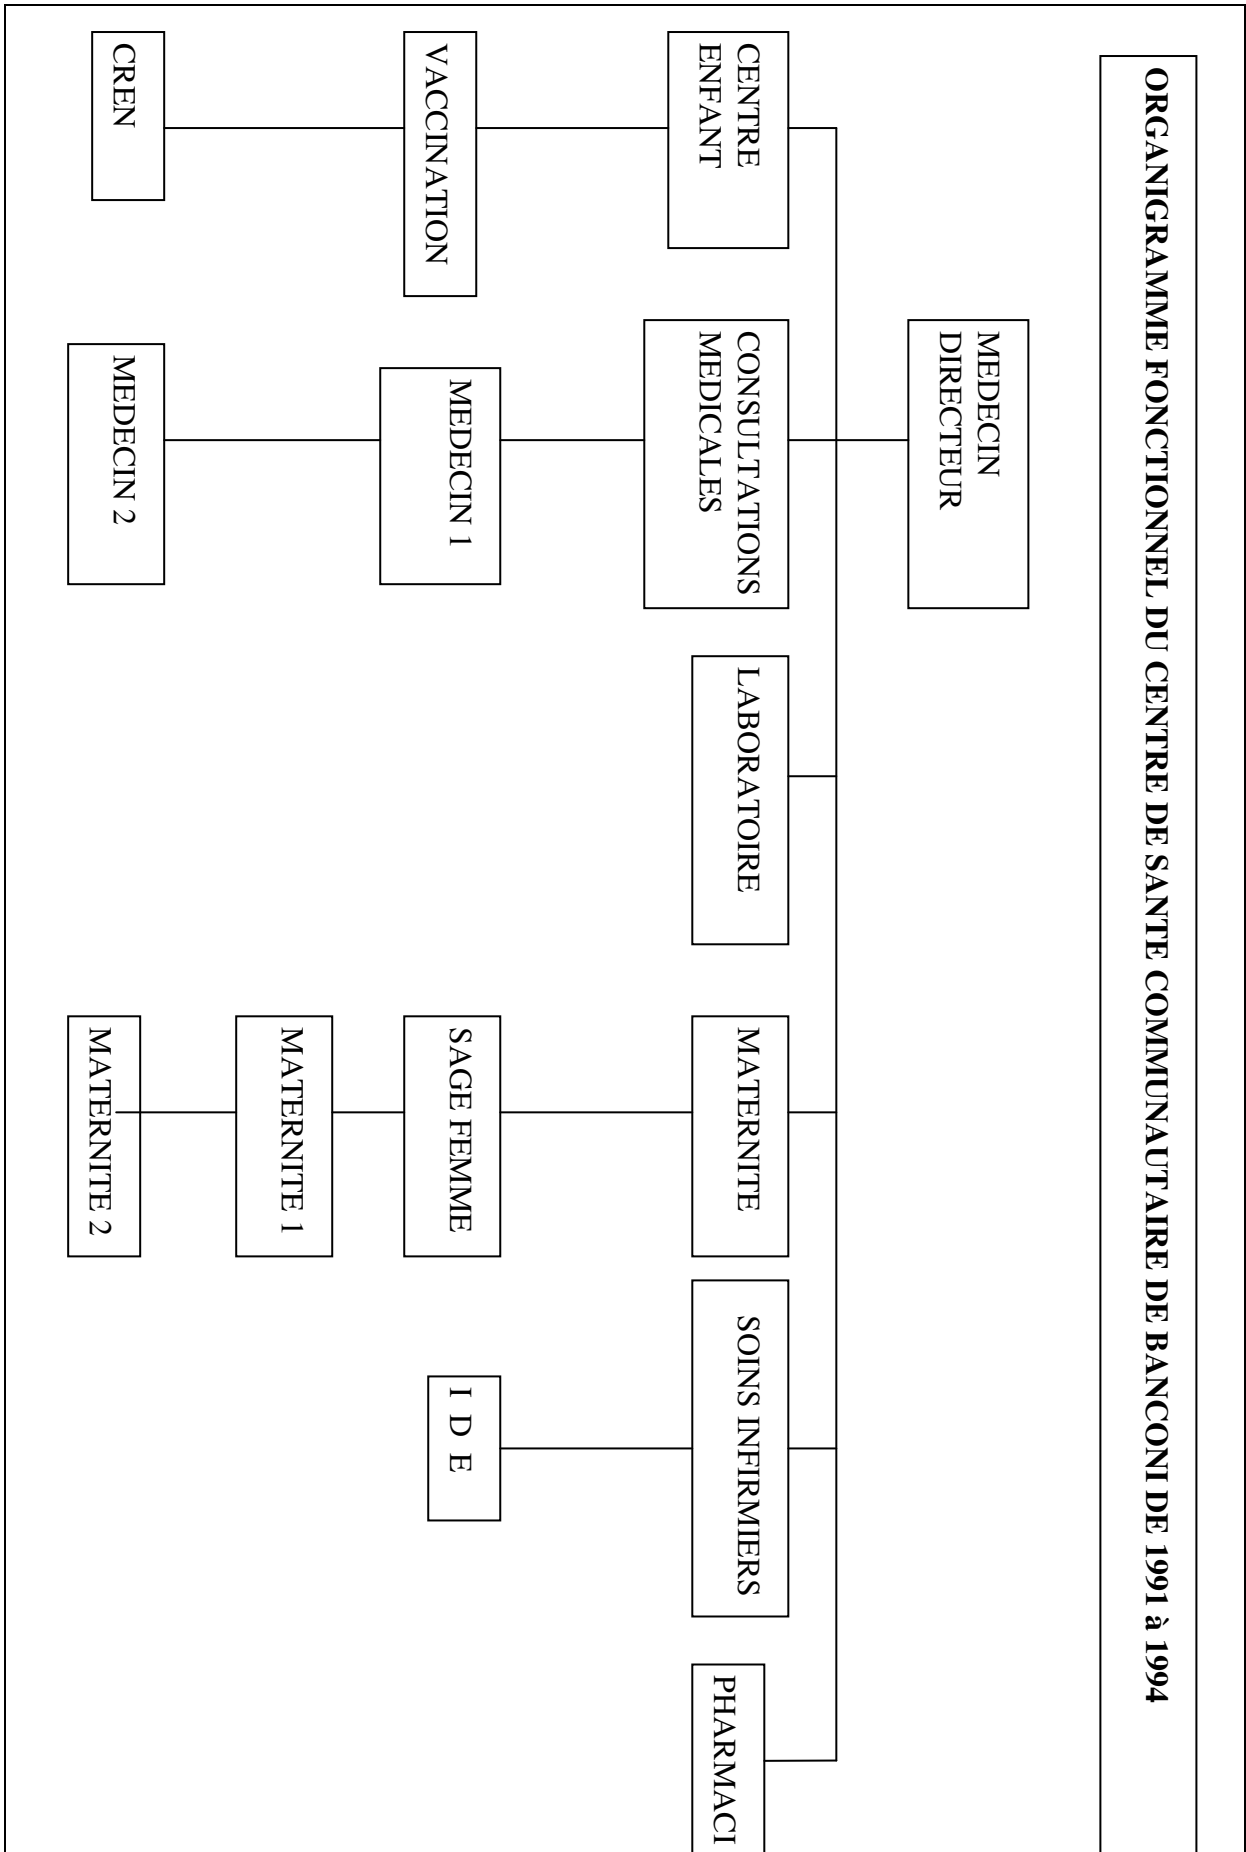 ORGANIGRAMME FONCTIONNEL DU CENTRE DE SANTE COMMUNAUTAIRE DE BANCONI DE 1991 à 1994
MEDECIN
DIRECTEUR
CENTRE
ENFANT
CONSULTATIONS
MEDICALES
LABORATOIRE
MATERNITE
SOINS INFIRMIERS
PHARMACI
VACCINATION
MEDECIN 1
SAGE FEMME
I D E
MATERNITE 1
CREN
MEDECIN 2
MATERNITE 2